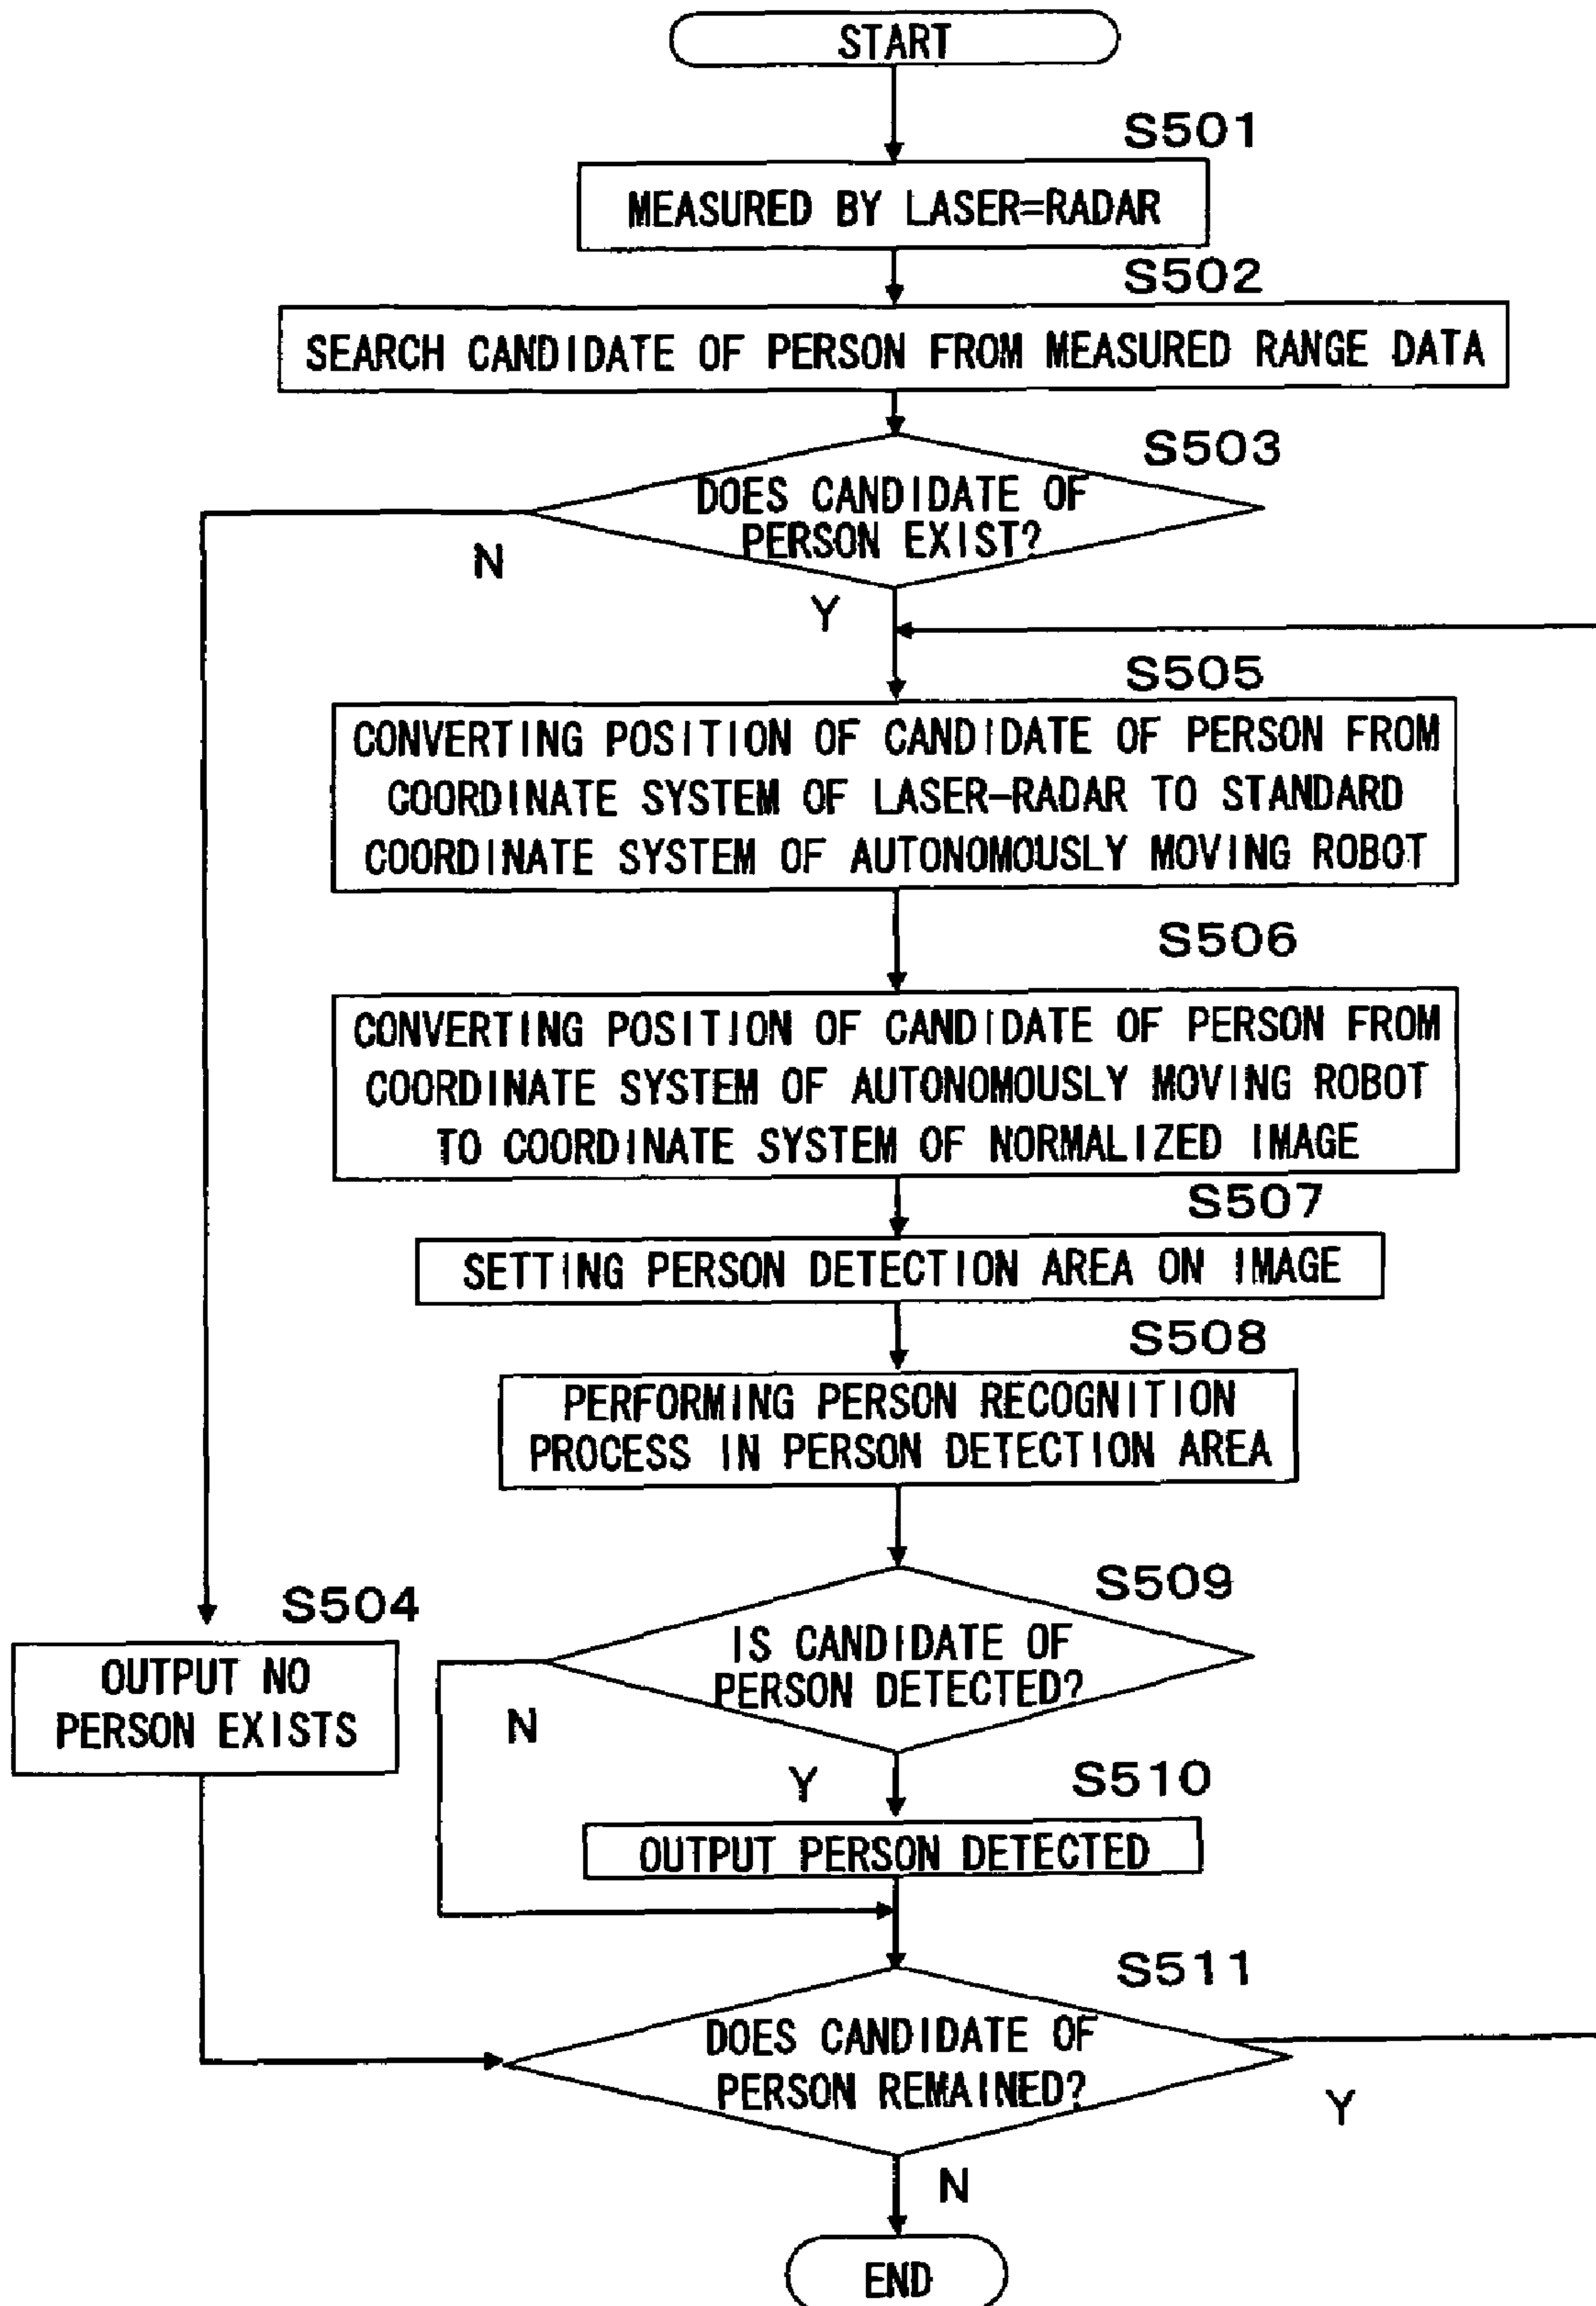 START
S501
MEASURED BY LASER=RADAR
S502
SEARCH CANDIDATE OF PERSON FROM MEASURED RANGE DATA
S503
DOES CANDIDATE OF
PERSON EXIST?
N
Y
S505
CONVERTING POSITION OF CANDIDATE OF PERSON FROM
COORDINATE SYSTEM OF LASER-RADAR TO STANDARD
COORDINATE SYSTEM OF AUTONOMOUSLY MOVING ROBOT
S506
CONVERTING POSITION OF CANDIDATE OF PERSON FROM
COORDINATE SYSTEM OF AUTONOMOUSLY MOVING ROBOT
TO COORDINATE SYSTEM OF NORMALIZED IMAGE
S507
SETTING PERSON DETECTION AREA ON IMAGE
S508
PERFORMING PERSON RECOGNITION
PROCESS IN PERSON DETECTION AREA
S509
IS CANDIDATE OF
PERSON DETECTED?
S504
OUTPUT NO
PERSON EXISTS
N
Y
S510
OUTPUT PERSON DETECTED
S511
DOES CANDIDATE OF
PERSON REMAINED?
Y
N
END